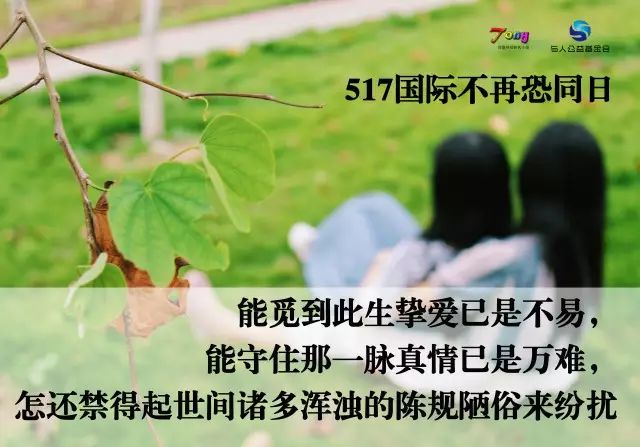 Tong
与人公益基金会
517国际不再恐同日
能觅到此生挚爱已是不易，
能守住那一脉真情已是万难，
怎还禁得起世间诸多浑浊的陈规陋俗来纷扰